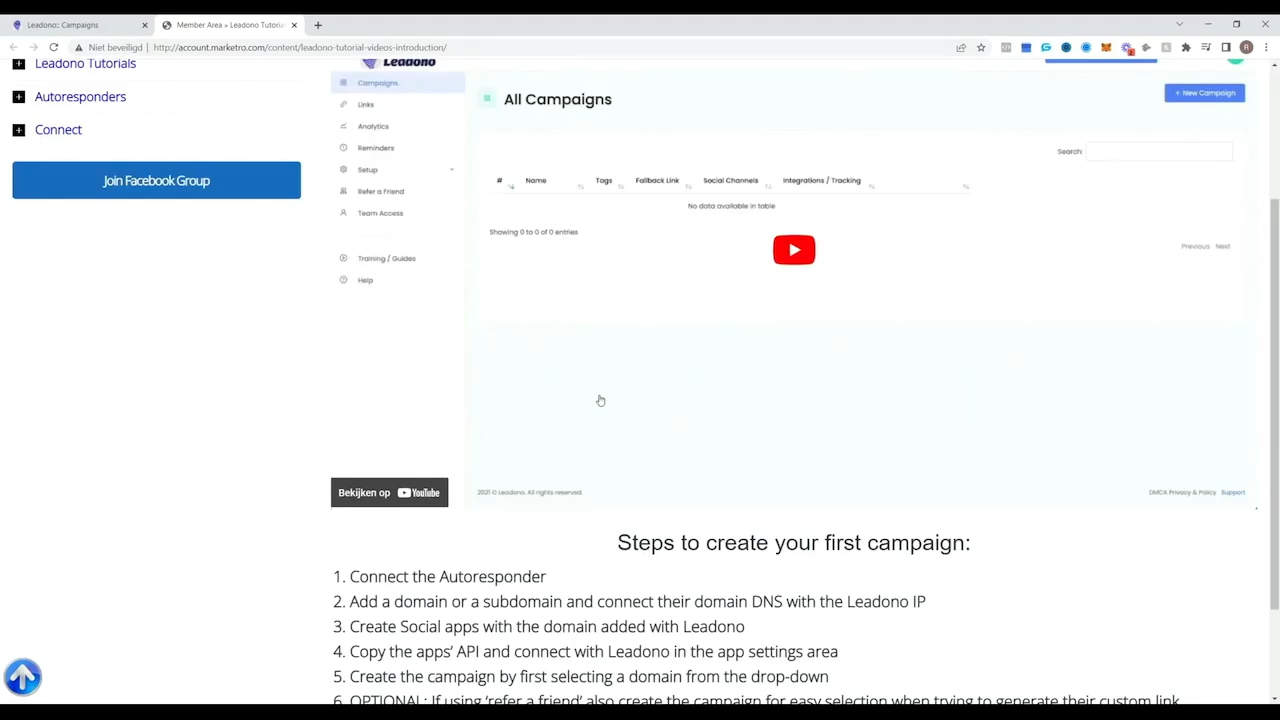 Leadono:: Campaigns
Member Area » Leadono Tutoria
Niet beveiligd
http://account.marketro.com/content/leadono-tutorial-videos-introduction/
Leadono Tutorials
Autoresponders
Connect
Join Facebook Group
Leadono
Campaigns
Links
Analytics
Reminders
Setup
Refer a Friend
Team Access
Training / Guides
Help
All Campaigns
+ New Campaign
Search:
# Name Tags Fallback Link Social Channels Integrations / Tracking
No data available in table
Showing 0 to 0 of 0 entries
Previous Next
Bekijken op YouTube
2021 © Leadono. All rights reserved.
DMCA Privacy & Policy Support
Steps to create your first campaign:
1. Connect the Autoresponder
2. Add a domain or a subdomain and connect their domain DNS with the Leadono IP
3. Create Social apps with the domain added with Leadono
4. Copy the apps’ API and connect with Leadono in the app settings area
5. Create the campaign by first selecting a domain from the drop-down
6. OPTIONAL: If using ‘refer a friend’ also create the campaign for easy selection when trying to generate their custom link